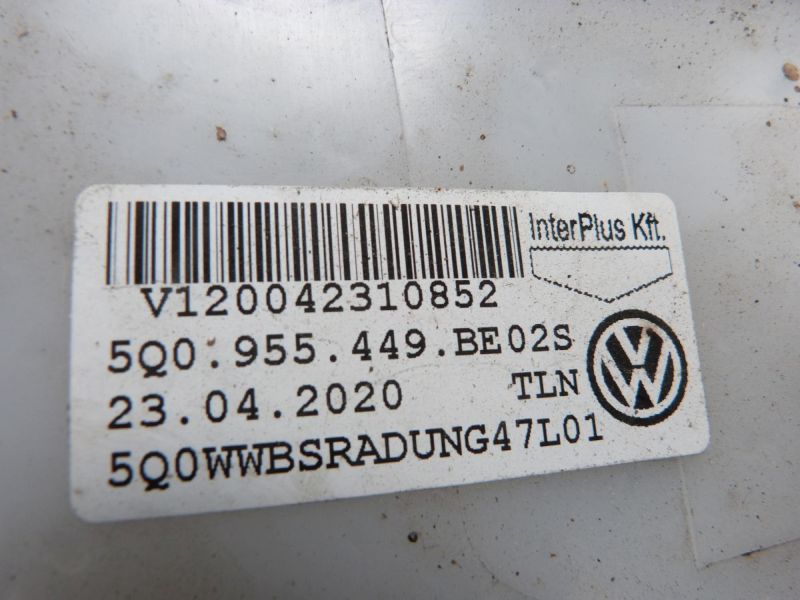 InterPlus Kft.
V120042310852
5Q0.955.449.BE02S
23.04.2020 TLN
5Q0WWBSRADUNG47L01